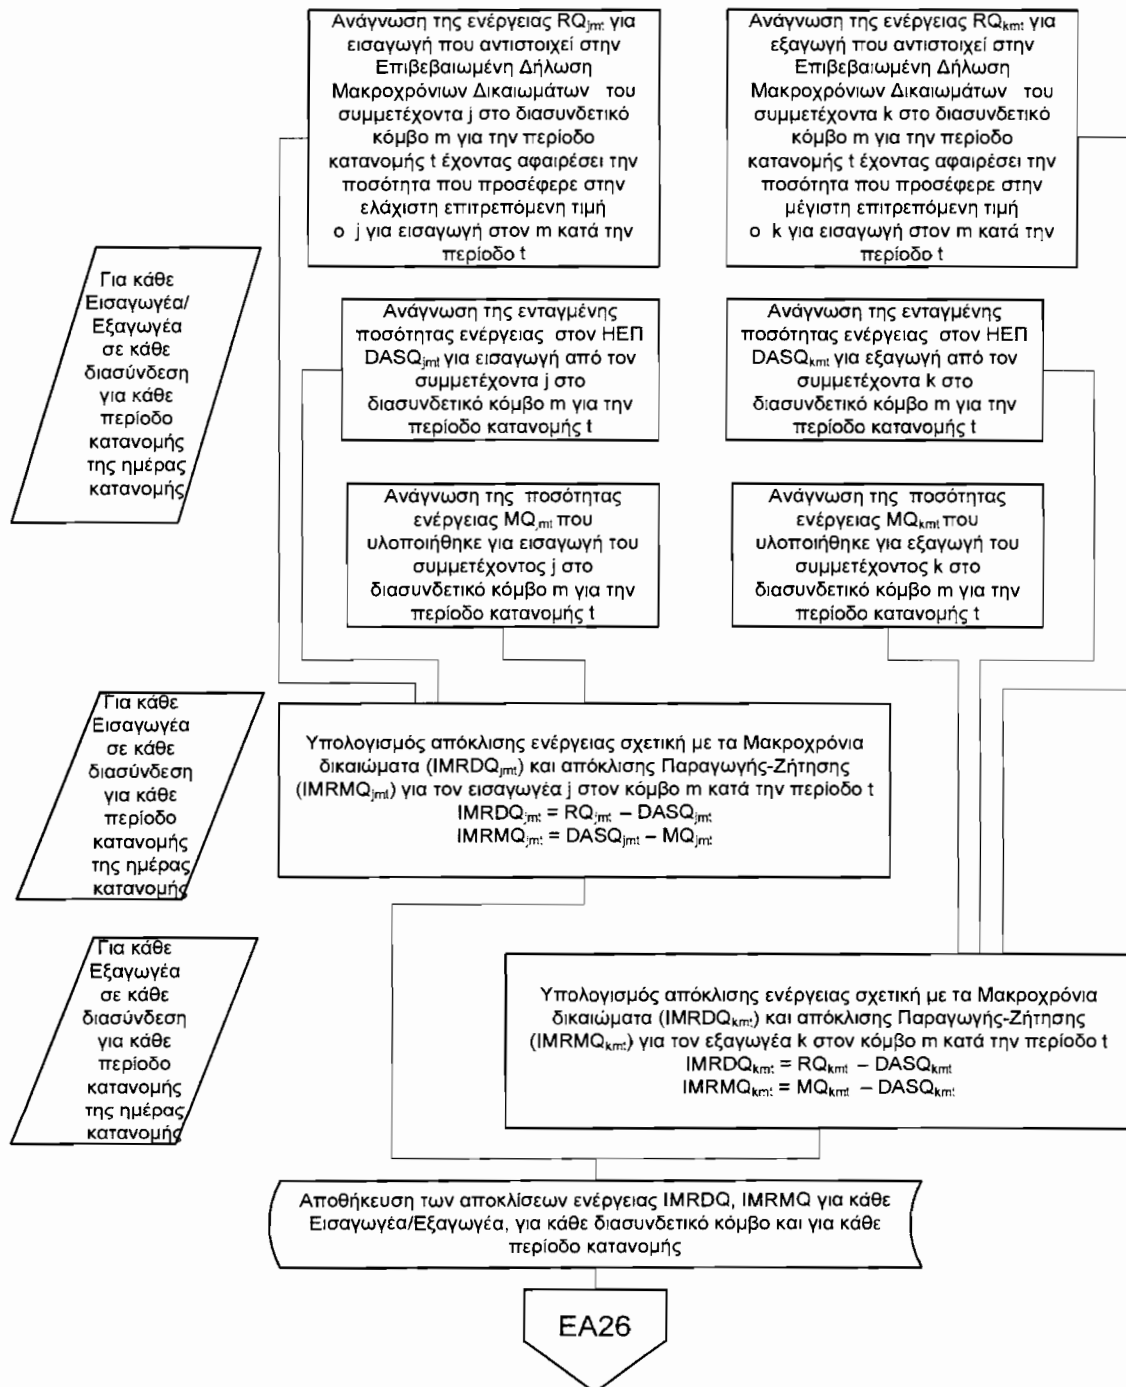 Ανάγνωση της ενέργειας RQjmt για
εισαγωγή που αντιστοιχεί στην
Επιβεβαιωμένη Δήλωση
Μακροχρόνιων Δικαιωμάτων του
συμμετέχοντα j στο διασυνδετικό
κόμβο m για την περίοδο
κατανομής t έχοντας αφαιρέσει την
ποσότητα που προσέφερε στην
ελάχιστη επιτρεπόμενη τιμή
ο j για εισαγωγή στον m κατά την
περίοδο t
Ανάγνωση της ενέργειας RQkmt για
εξαγωγή που αντιστοιχεί στην
Επιβεβαιωμένη Δήλωση
Μακροχρόνιων Δικαιωμάτων του
συμμετέχοντα k στο διασυνδετικό
κόμβο m για την περίοδο
κατανομής t έχοντας αφαιρέσει την
ποσότητα που προσέφερε στην
μέγιστη επιτρεπόμενη τιμή
ο k για εισαγωγή στον m κατά την
περίοδο t
Για κάθε
Εισαγωγέα/
Εξαγωγέα
σε κάθε
διασύνδεση
για κάθε
περίοδο
κατανομής
της ημέρας
κατανομής
Ανάγνωση της ενταγμένης
ποσότητας ενέργειας στον ΗΕΠ
DASQjmt για εισαγωγή από τον
συμμετέχοντα j στο
διασυνδετικό κόμβο m για την
περίοδο κατανομής t
Ανάγνωση της ενταγμένης
ποσότητας ενέργειας στον ΗΕΠ
DASQkmt για εξαγωγή από τον
συμμετέχοντα k στο
διασυνδετικό κόμβο m για την
περίοδο κατανομής t
Ανάγνωση της ποσότητας
ενέργειας MQjmt που
υλοποιήθηκε για εισαγωγή του
συμμετέχοντος j στο
διασυνδετικό κόμβο m για την
περίοδο κατανομής t
Ανάγνωση της ποσότητας
ενέργειας MQkmt που
υλοποιήθηκε για εξαγωγή του
συμμετέχοντος k στο
διασυνδετικό κόμβο m για την
περίοδο κατανομής t
Για κάθε
Εισαγωγέα
σε κάθε
διασύνδεση
για κάθε
περίοδο
κατανομής
της ημέρας
κατανομής
Υπολογισμός απόκλισης ενέργειας σχετική με τα Μακροχρόνια
δικαιώματα (IMRDQjmt) και απόκλισης Παραγωγής-Ζήτησης
(IMRMQjmt) για τον εισαγωγέα j στον κόμβο m κατά την περίοδο t
IMRDQjmt = RQjmt – DASQjmt
IMRMQjmt = DASQjmt – MQjmt
Για κάθε
Εξαγωγέα
σε κάθε
διασύνδεση
για κάθε
περίοδο
κατανομής
της ημέρας
κατανομής
Υπολογισμός απόκλισης ενέργειας σχετική με τα Μακροχρόνια
δικαιώματα (IMRDQkmt) και απόκλισης Παραγωγής-Ζήτησης
(IMRMQkmt) για τον εξαγωγέα k στον κόμβο m κατά την περίοδο t
IMRDQkmt = RQkmt – DASQkmt
IMRMQkmt = MQkmt – DASQkmt
Αποθήκευση των αποκλίσεων ενέργειας IMRDQ, IMRMQ για κάθε
Εισαγωγέα/Εξαγωγέα, για κάθε διασυνδετικό κόμβο και για κάθε
περίοδο κατανομής
ΕΑ26